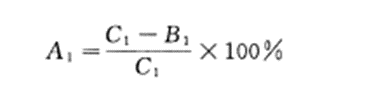 A₁ = (C₁ − B₁) / C₁ × 100%